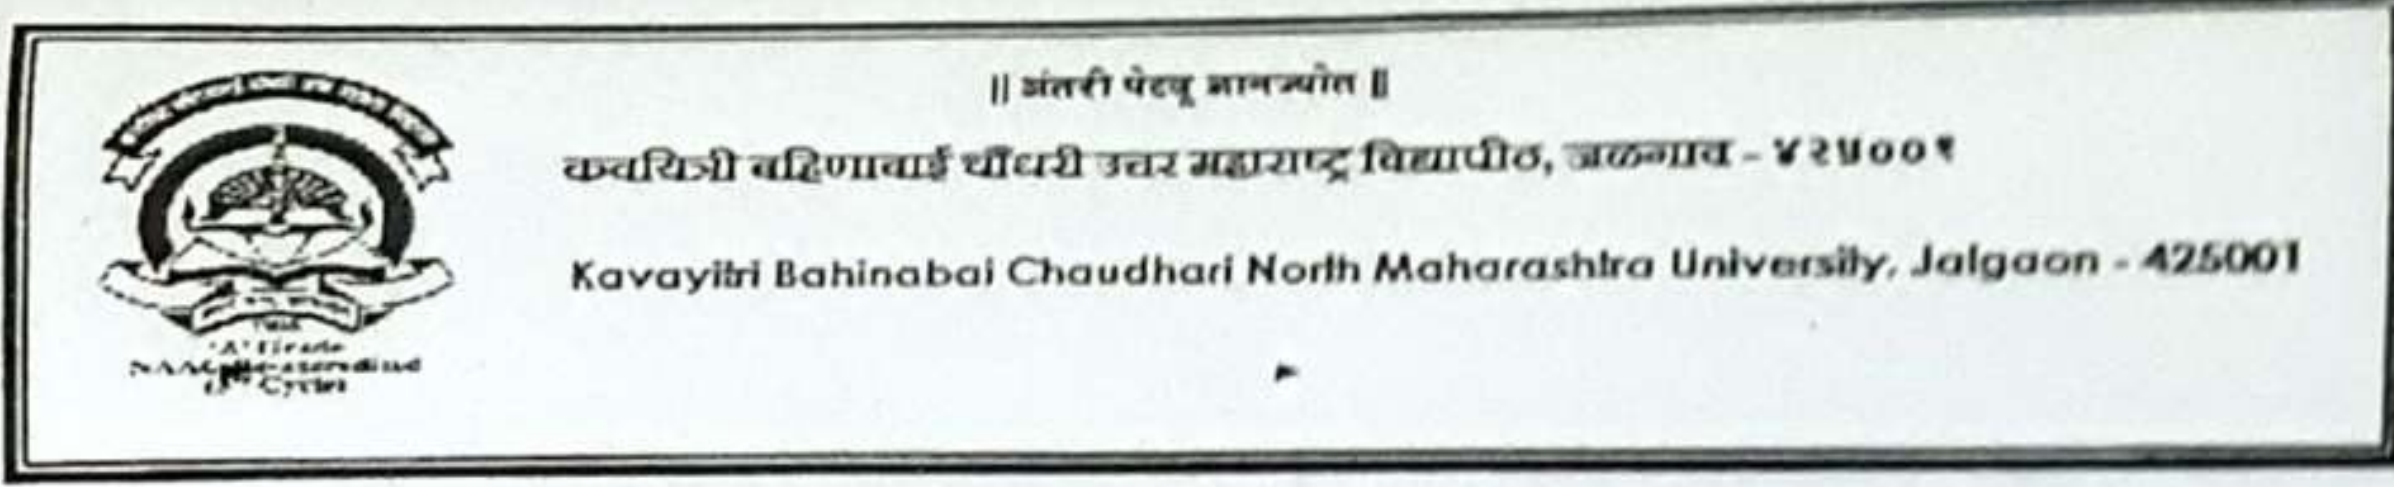 || अंतरी पेटवू ज्ञानज्योत ||
कवयित्री बहिणाबाई चौधरी उत्तर महाराष्ट्र विद्यापीठ, जळगाव - ४२५००१
Kavayitri Bahinabai Chaudhari North Maharashtra University, Jalgaon - 425001
'A' Grade
NAAC Re-Accredited
Cycle)